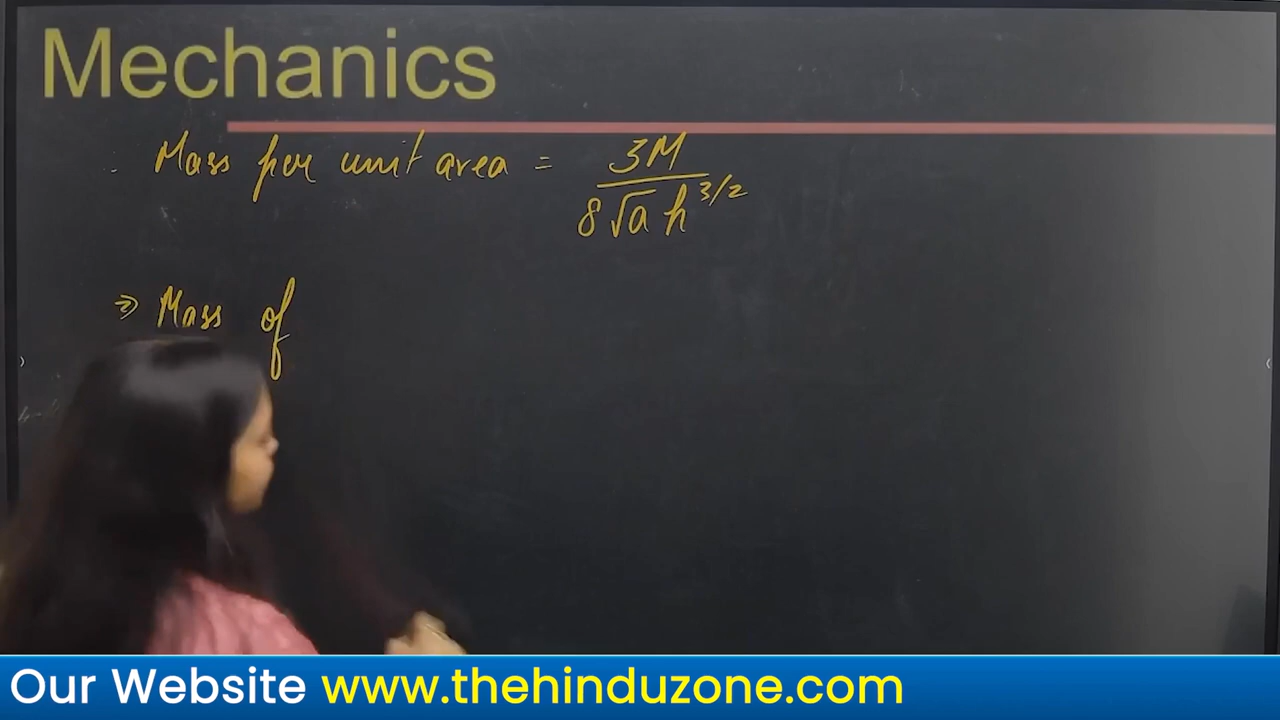 Mechanics
∴ Mass per unit area = 3M / 8√a h^3/2
⇒ Mass of
Our Website www.thehinduzone.com